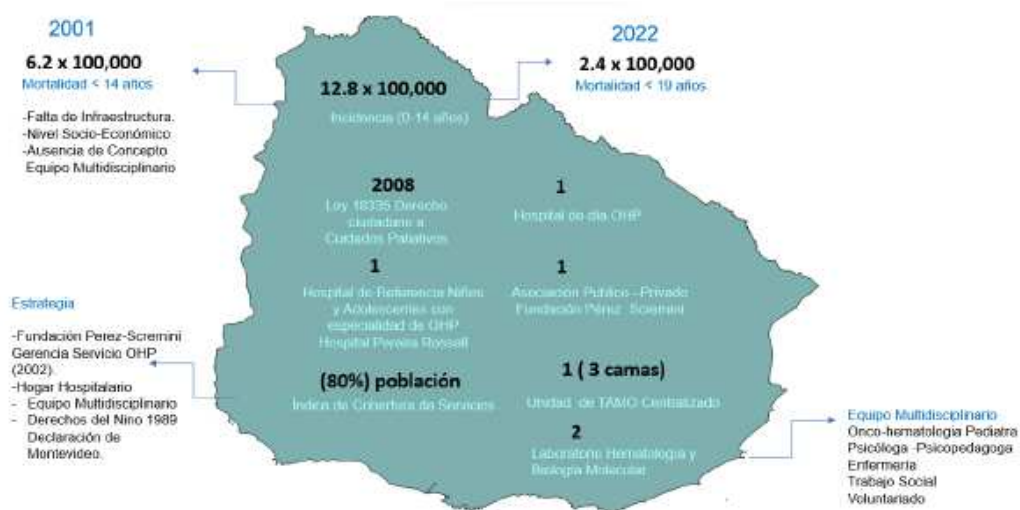 2001
6.2 x 100,000
Mortalidad < 14 años
-Falta de Infraestructura.
-Nivel Socio-Económico
-Ausencia de Concepto
Equipo Multidisciplinario
2022
2.4 x 100,000
Mortalidad < 19 años
12.8 x 100,000
Incidencia (0-14 años)
2008
Ley 18335 Derecho
ciudadano a
Cuidados Paliativos
1
Hospital de día OHP
1
Hospital de Referencia Niños
y Adolescentes con
especialidad de OHP
Hospital Pereira Rossell
1
Asociación Publico -Privado
Fundación Pérez Scremini
(80%) población
Índice de Cobertura de Servicios
1 ( 3 camas)
Unidad de TAMO Centralizado
2
Laboratorio Hematología y
Biología Molecular
Estrategia
-Fundación Perez-Scremini
Gerencia Servicio OHP
(2002).
-Hogar Hospitalario
- Equipo Multidisciplinario
- Derechos del Nino 1989
Declaración de
Montevideo.
Equipo Multidisciplinario
Onco-hematología Pediatra
Psicóloga -Psicopedagoga
Enfermería
Trabajo Social
Voluntariado